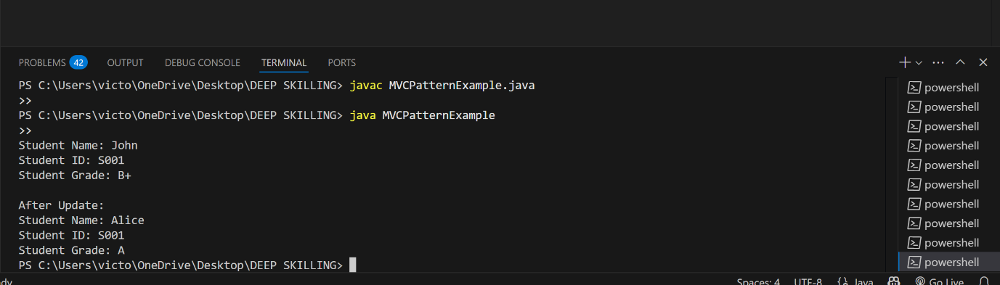 PROBLEMS 42 OUTPUT DEBUG CONSOLE TERMINAL PORTS
PS C:\Users\victo\OneDrive\Desktop\DEEP SKILLING> javac MVCPatternExample.java
>>
PS C:\Users\victo\OneDrive\Desktop\DEEP SKILLING> java MVCPatternExample
>>
Student Name: John
Student ID: S001
Student Grade: B+
After Update:
Student Name: Alice
Student ID: S001
Student Grade: A
PS C:\Users\victo\OneDrive\Desktop\DEEP SKILLING>
powershell
powershell
powershell
powershell
powershell
powershell
powershell
powershell
powershell
powershell
Spaces: 4 UTF-8 {} Java Go Live